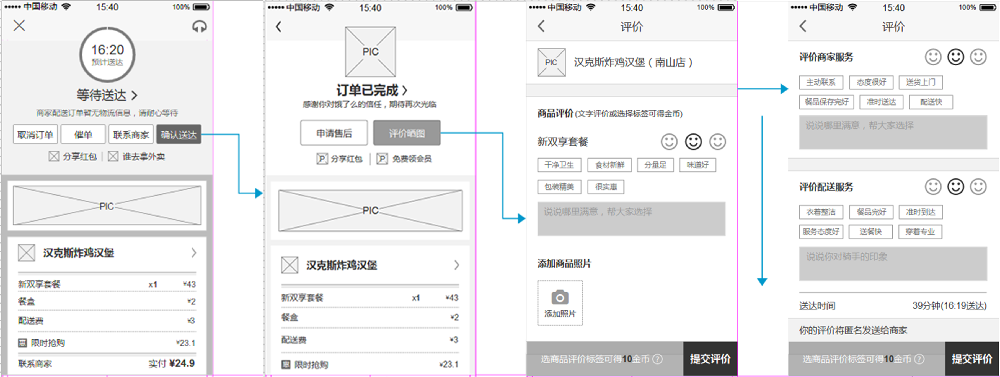 中国移动 15:40 100%
16:20
预计送达
等待送达
商家配送订单暂无物流信息，请耐心等待
取消订单 催单 联系商家 确认送达
分享红包 谁去拿外卖
PIC
汉克斯炸鸡汉堡
新双享套餐 x1 ¥43
餐盒 ¥2
配送费 ¥3
限时抢购 ¥23.1
联系商家 实付 ¥24.9
中国移动 15:40 100%
PIC
订单已完成
感谢你对饿了么的信任，期待再次光临
申请售后 评价晒图
P 分享红包 P 免费领会员
PIC
汉克斯炸鸡汉堡
新双享套餐 x1 ¥43
餐盒 ¥2
配送费 ¥3
限时抢购 ¥23.1
中国移动 15:40 100%
评价
PIC 汉克斯炸鸡汉堡（南山店）
商品评价(文字评价或选择标签可得金币)
新双享套餐
干净卫生 食材新鲜 分量足 味道好
包装精美 很实惠
说说哪里满意，帮大家选择
添加商品照片
添加照片
选商品评价标签可得10金币 ? 提交评价
中国移动 15:40 100%
评价
评价商家服务
主动联系 态度很好 送货上门
餐品保存完好 准时送达 配送快
说说哪里满意，帮大家选择
评价配送服务
衣着整洁 餐品完好 准时到达
服务态度好 送餐快 穿着专业
说说你对骑手的印象
送达时间 39分钟(16:19送达)
你的评价将匿名发送给商家
选商品评价标签可得10金币 ? 提交评价